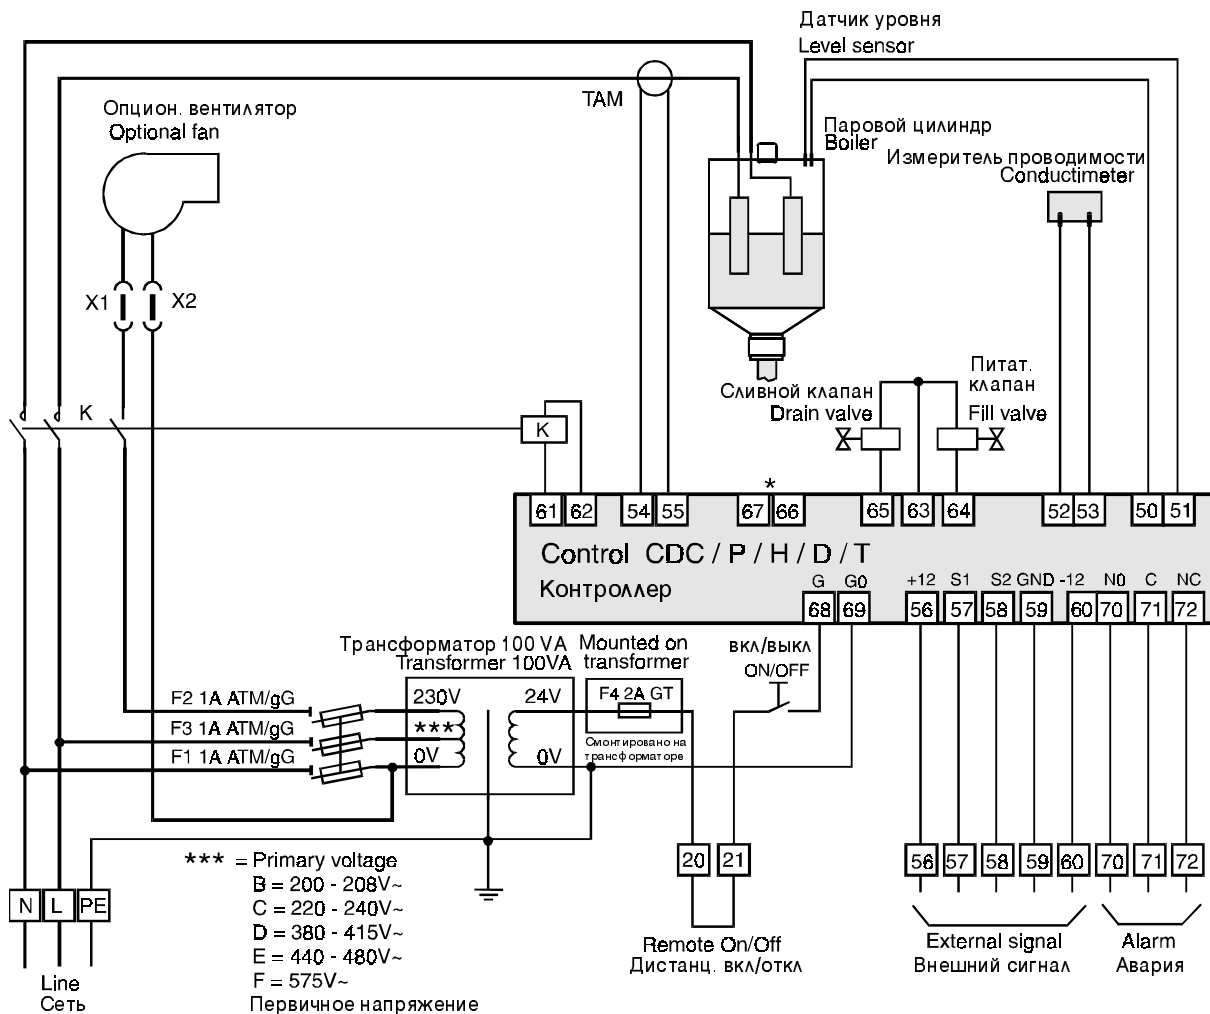 Датчик уровня
Level sensor
TAM
Опцион. вентилятор
Optional fan
Паровой цилиндр
Boiler
Измеритель проводимости
Conductimeter
X1
X2
Питат.
клапан
Fill valve
Сливной клапан
Drain valve
K
K
*
61 62 54 55 67 66 65 63 64 52 53 50 51
Control CDC / P / H / D / T
Контроллер
G G0 +12 S1 S2 GND -12 N0 C NC
68 69 56 57 58 59 60 70 71 72
Трансформатор 100 VA
Transformer 100VA
Mounted on
transformer
вкл/выкл
ON/OFF
F2 1A ATM/gG
F3 1A ATM/gG
F1 1A ATM/gG
230V
***
0V
24V
0V
F4 2A GT
Смонтировано на
трансформаторе
20 21
56 57 58 59 60 70 71 72
*** = Primary voltage
B = 200 - 208V~
C = 220 - 240V~
D = 380 - 415V~
E = 440 - 480V~
F = 575V~
Первичное напряжение
N L PE
Line
Сеть
Remote On/Off
Дистанц. вкл/откл
External signal
Внешний сигнал
Alarm
Авария